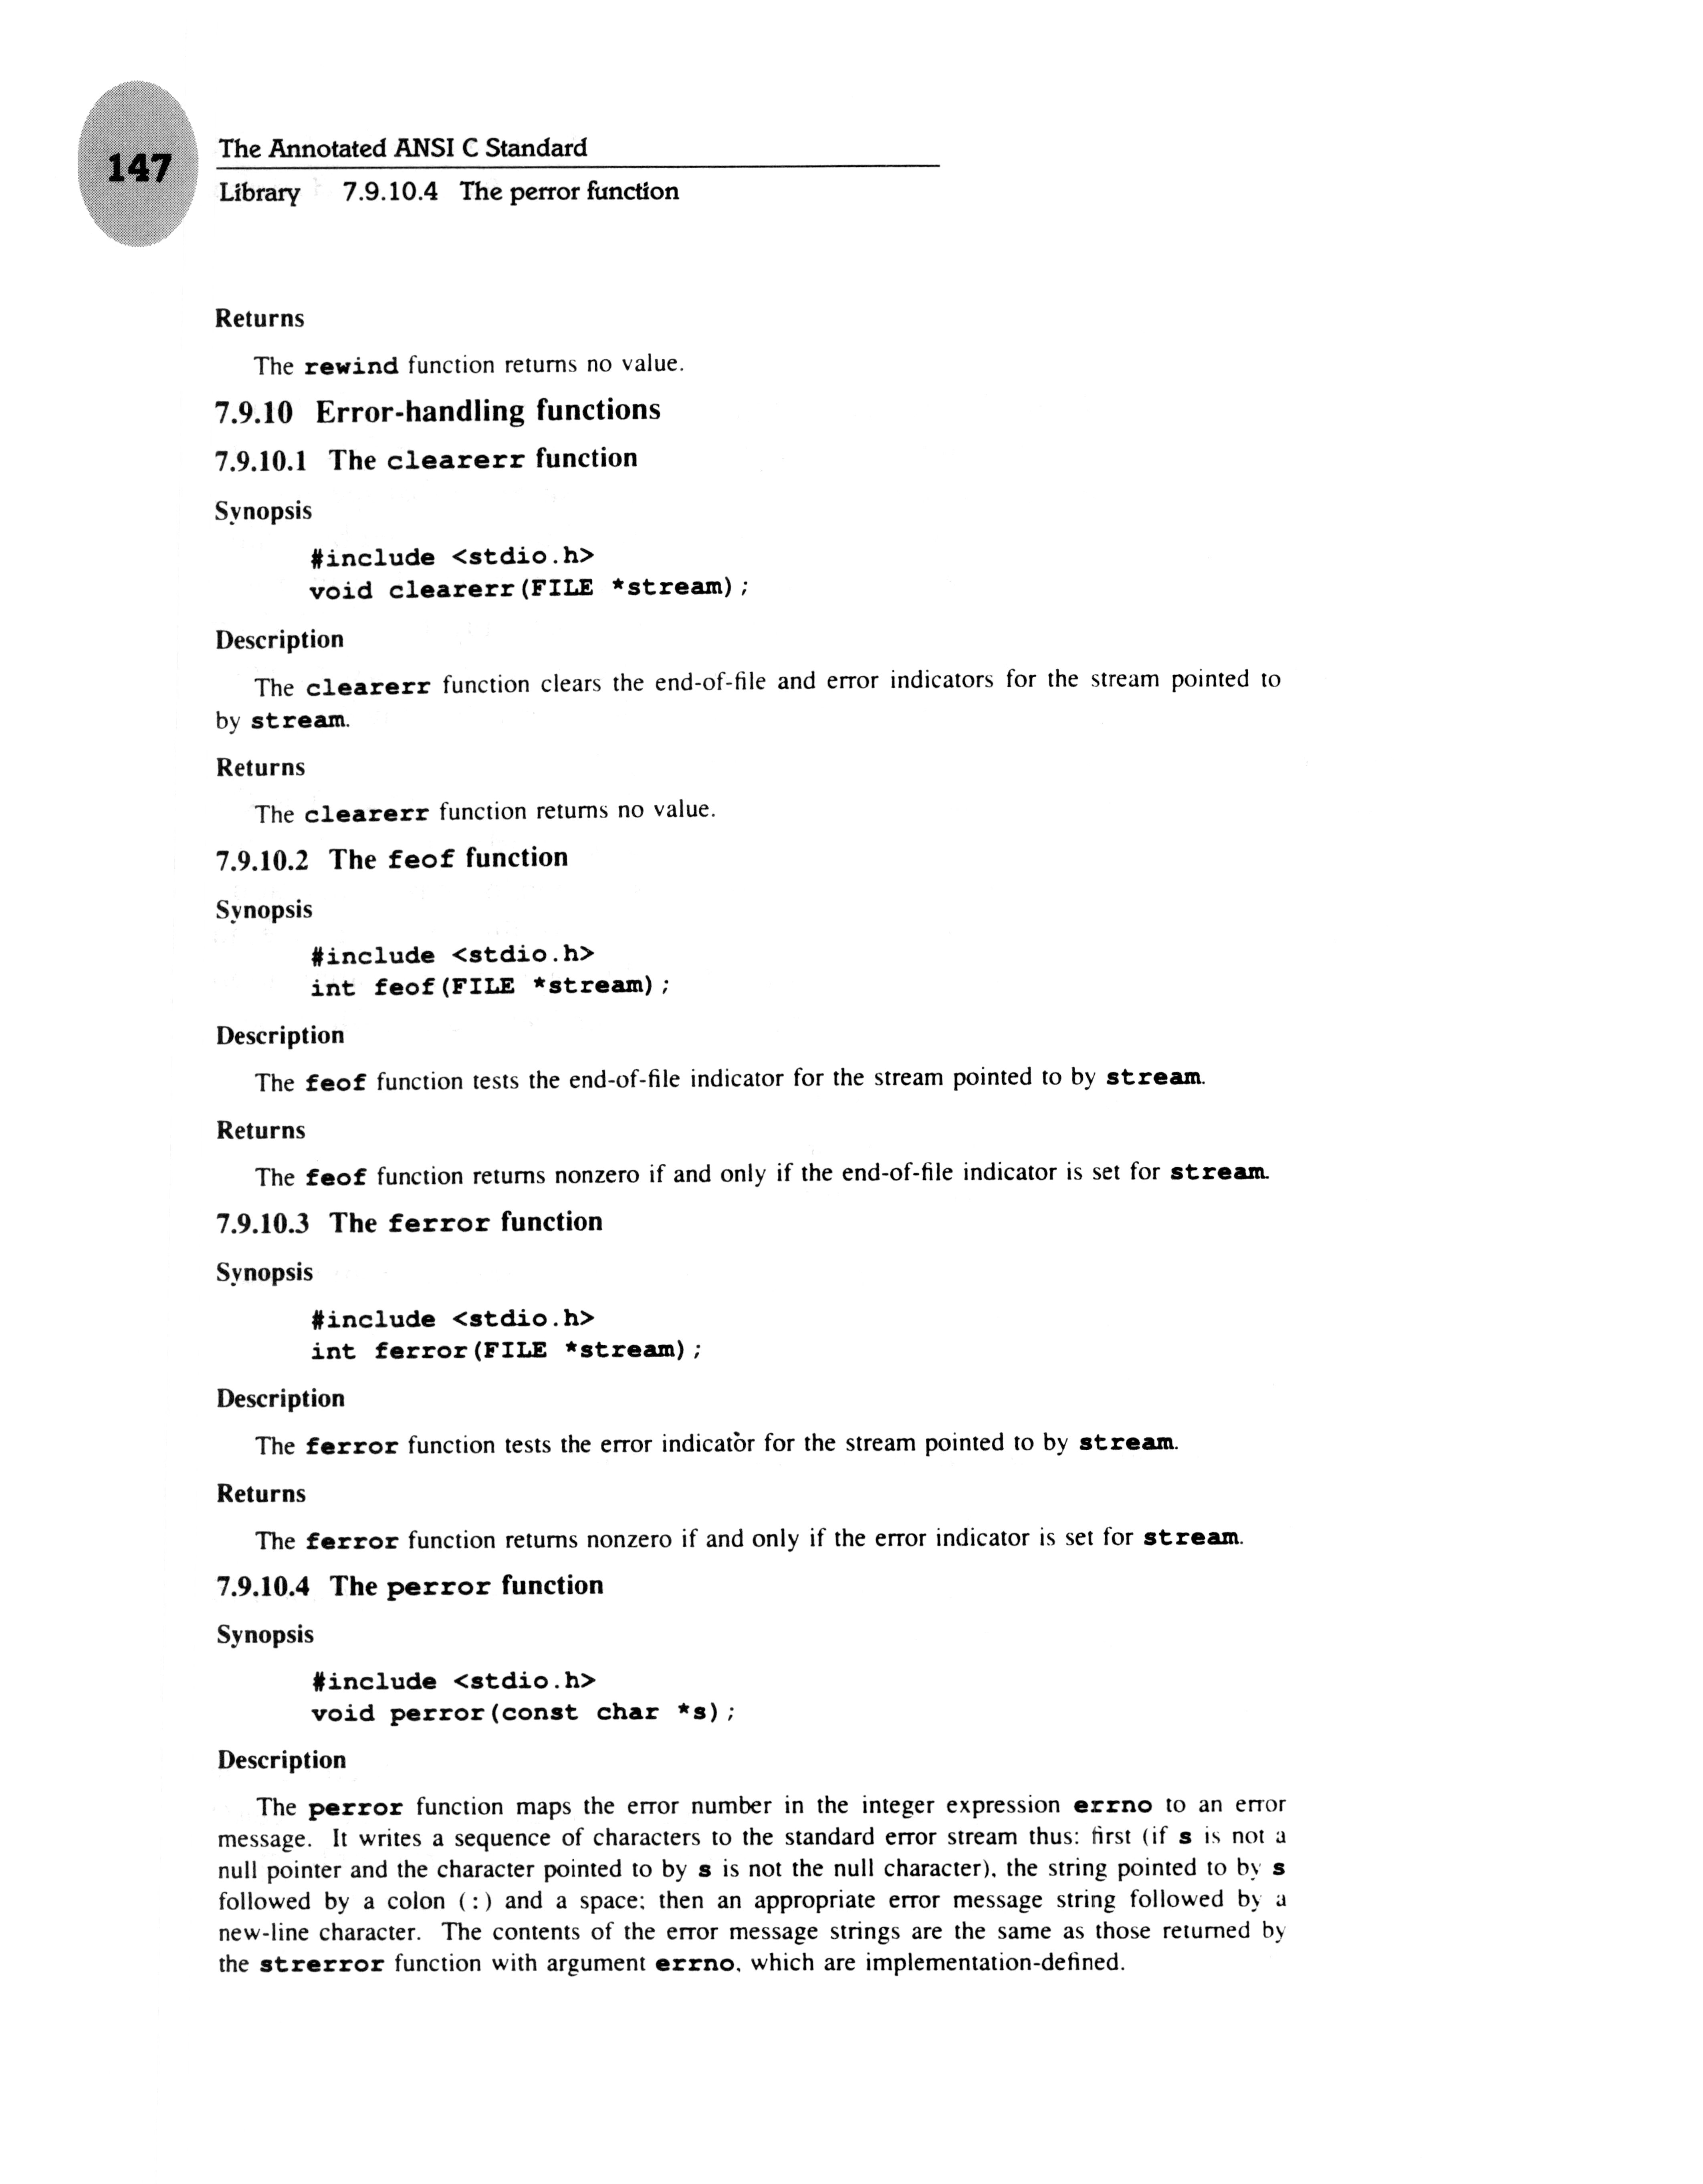 147
The Annotated ANSI C Standard
Library 7.9.10.4 The perror function
Returns
The rewind function returns no value.
7.9.10 Error-handling functions
7.9.10.1 The clearerr function
Synopsis
#include <stdio.h>
void clearerr(FILE *stream);
Description
The clearerr function clears the end-of-file and error indicators for the stream pointed to
by stream.
Returns
The clearerr function returns no value.
7.9.10.2 The feof function
Synopsis
#include <stdio.h>
int feof(FILE *stream);
Description
The feof function tests the end-of-file indicator for the stream pointed to by stream.
Returns
The feof function returns nonzero if and only if the end-of-file indicator is set for stream.
7.9.10.3 The ferror function
Synopsis
#include <stdio.h>
int ferror(FILE *stream);
Description
The ferror function tests the error indicator for the stream pointed to by stream.
Returns
The ferror function returns nonzero if and only if the error indicator is set for stream.
7.9.10.4 The perror function
Synopsis
#include <stdio.h>
void perror(const char *s);
Description
The perror function maps the error number in the integer expression errno to an error
message. It writes a sequence of characters to the standard error stream thus: first (if s is not a
null pointer and the character pointed to by s is not the null character), the string pointed to by s
followed by a colon (:) and a space; then an appropriate error message string followed by a
new-line character. The contents of the error message strings are the same as those returned by
the strerror function with argument errno, which are implementation-defined.